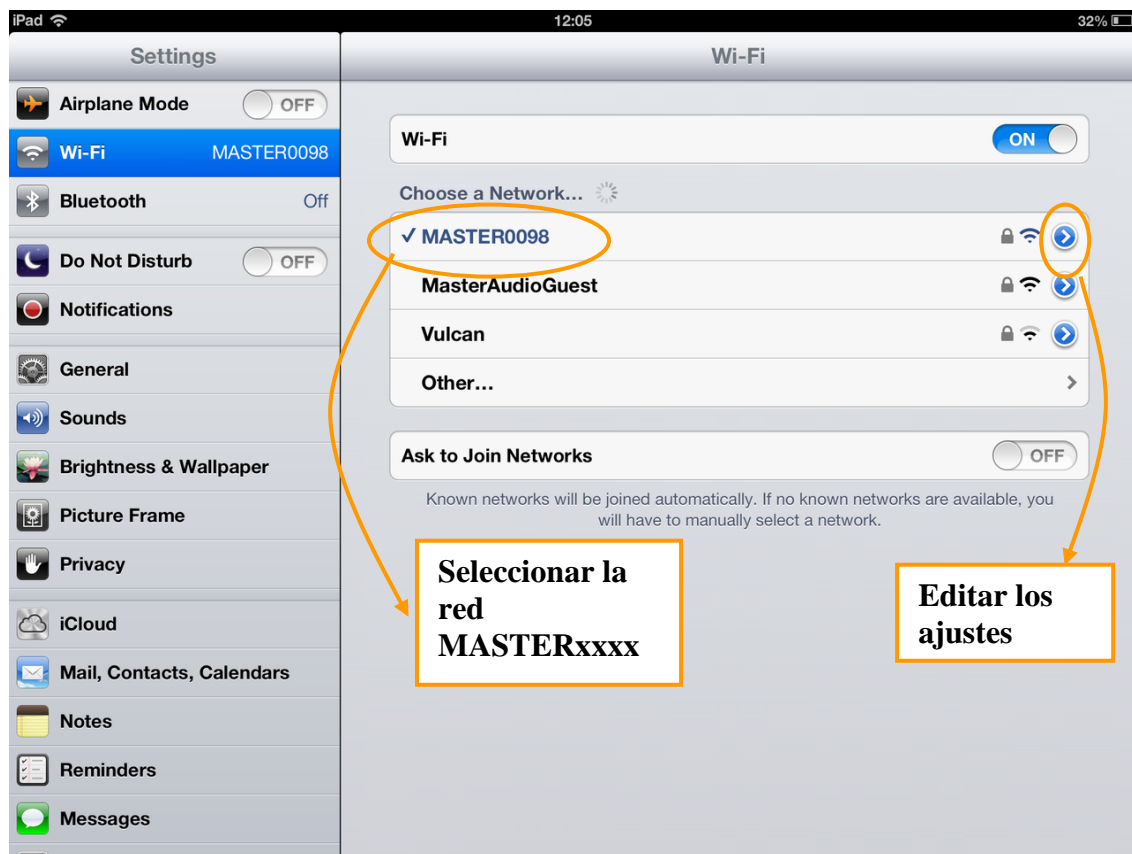 iPad 12:05 32%
Settings
Airplane Mode OFF
Wi-Fi MASTER0098
Bluetooth Off
Do Not Disturb OFF
Notifications
General
Sounds
Brightness & Wallpaper
Picture Frame
Privacy
iCloud
Mail, Contacts, Calendars
Notes
Reminders
Messages
Wi-Fi
Wi-Fi ON
Choose a Network...
✓ MASTER0098
MasterAudioGuest
Vulcan
Other...
Ask to Join Networks OFF
Known networks will be joined automatically. If no known networks are available, you
will have to manually select a network.
Seleccionar la
red
MASTERxxxx
Editar los
ajustes